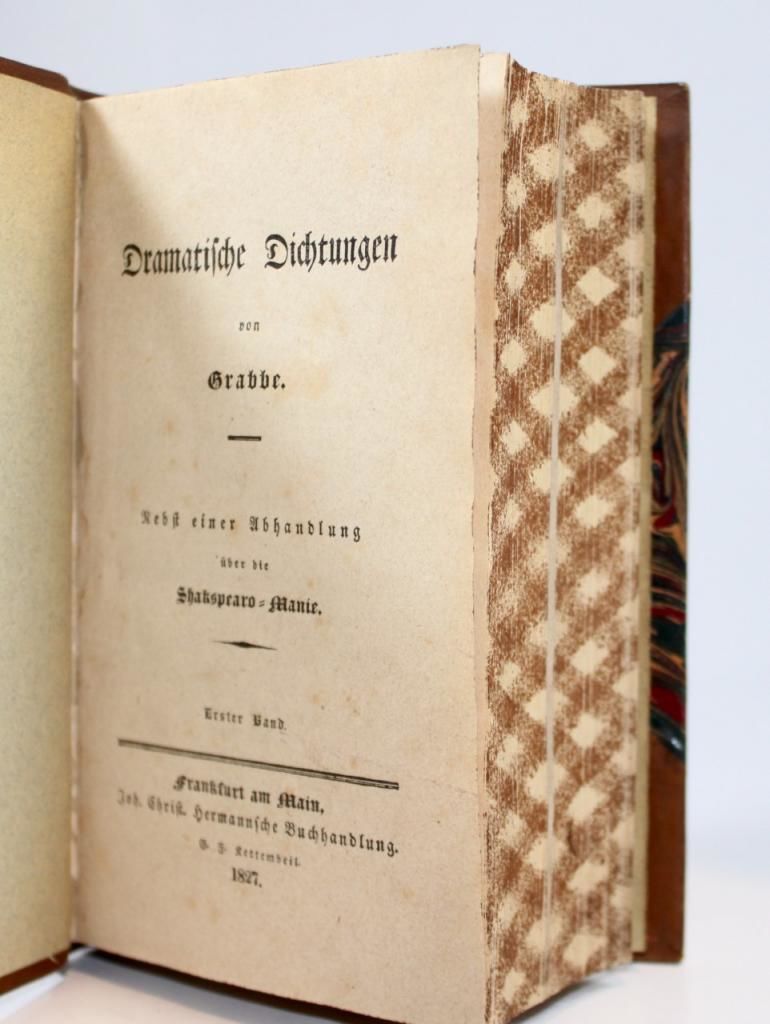 Dramatiſche Dichtungen
von
Grabbe.
Nebſt einer Abhandlung
über die
Shakspearo-Manie.
Erster Band.
Frankfurt am Main,
Joh. Chriſt. Hermannſche Buchhandlung.
G. F. Kettembeil.
1827.